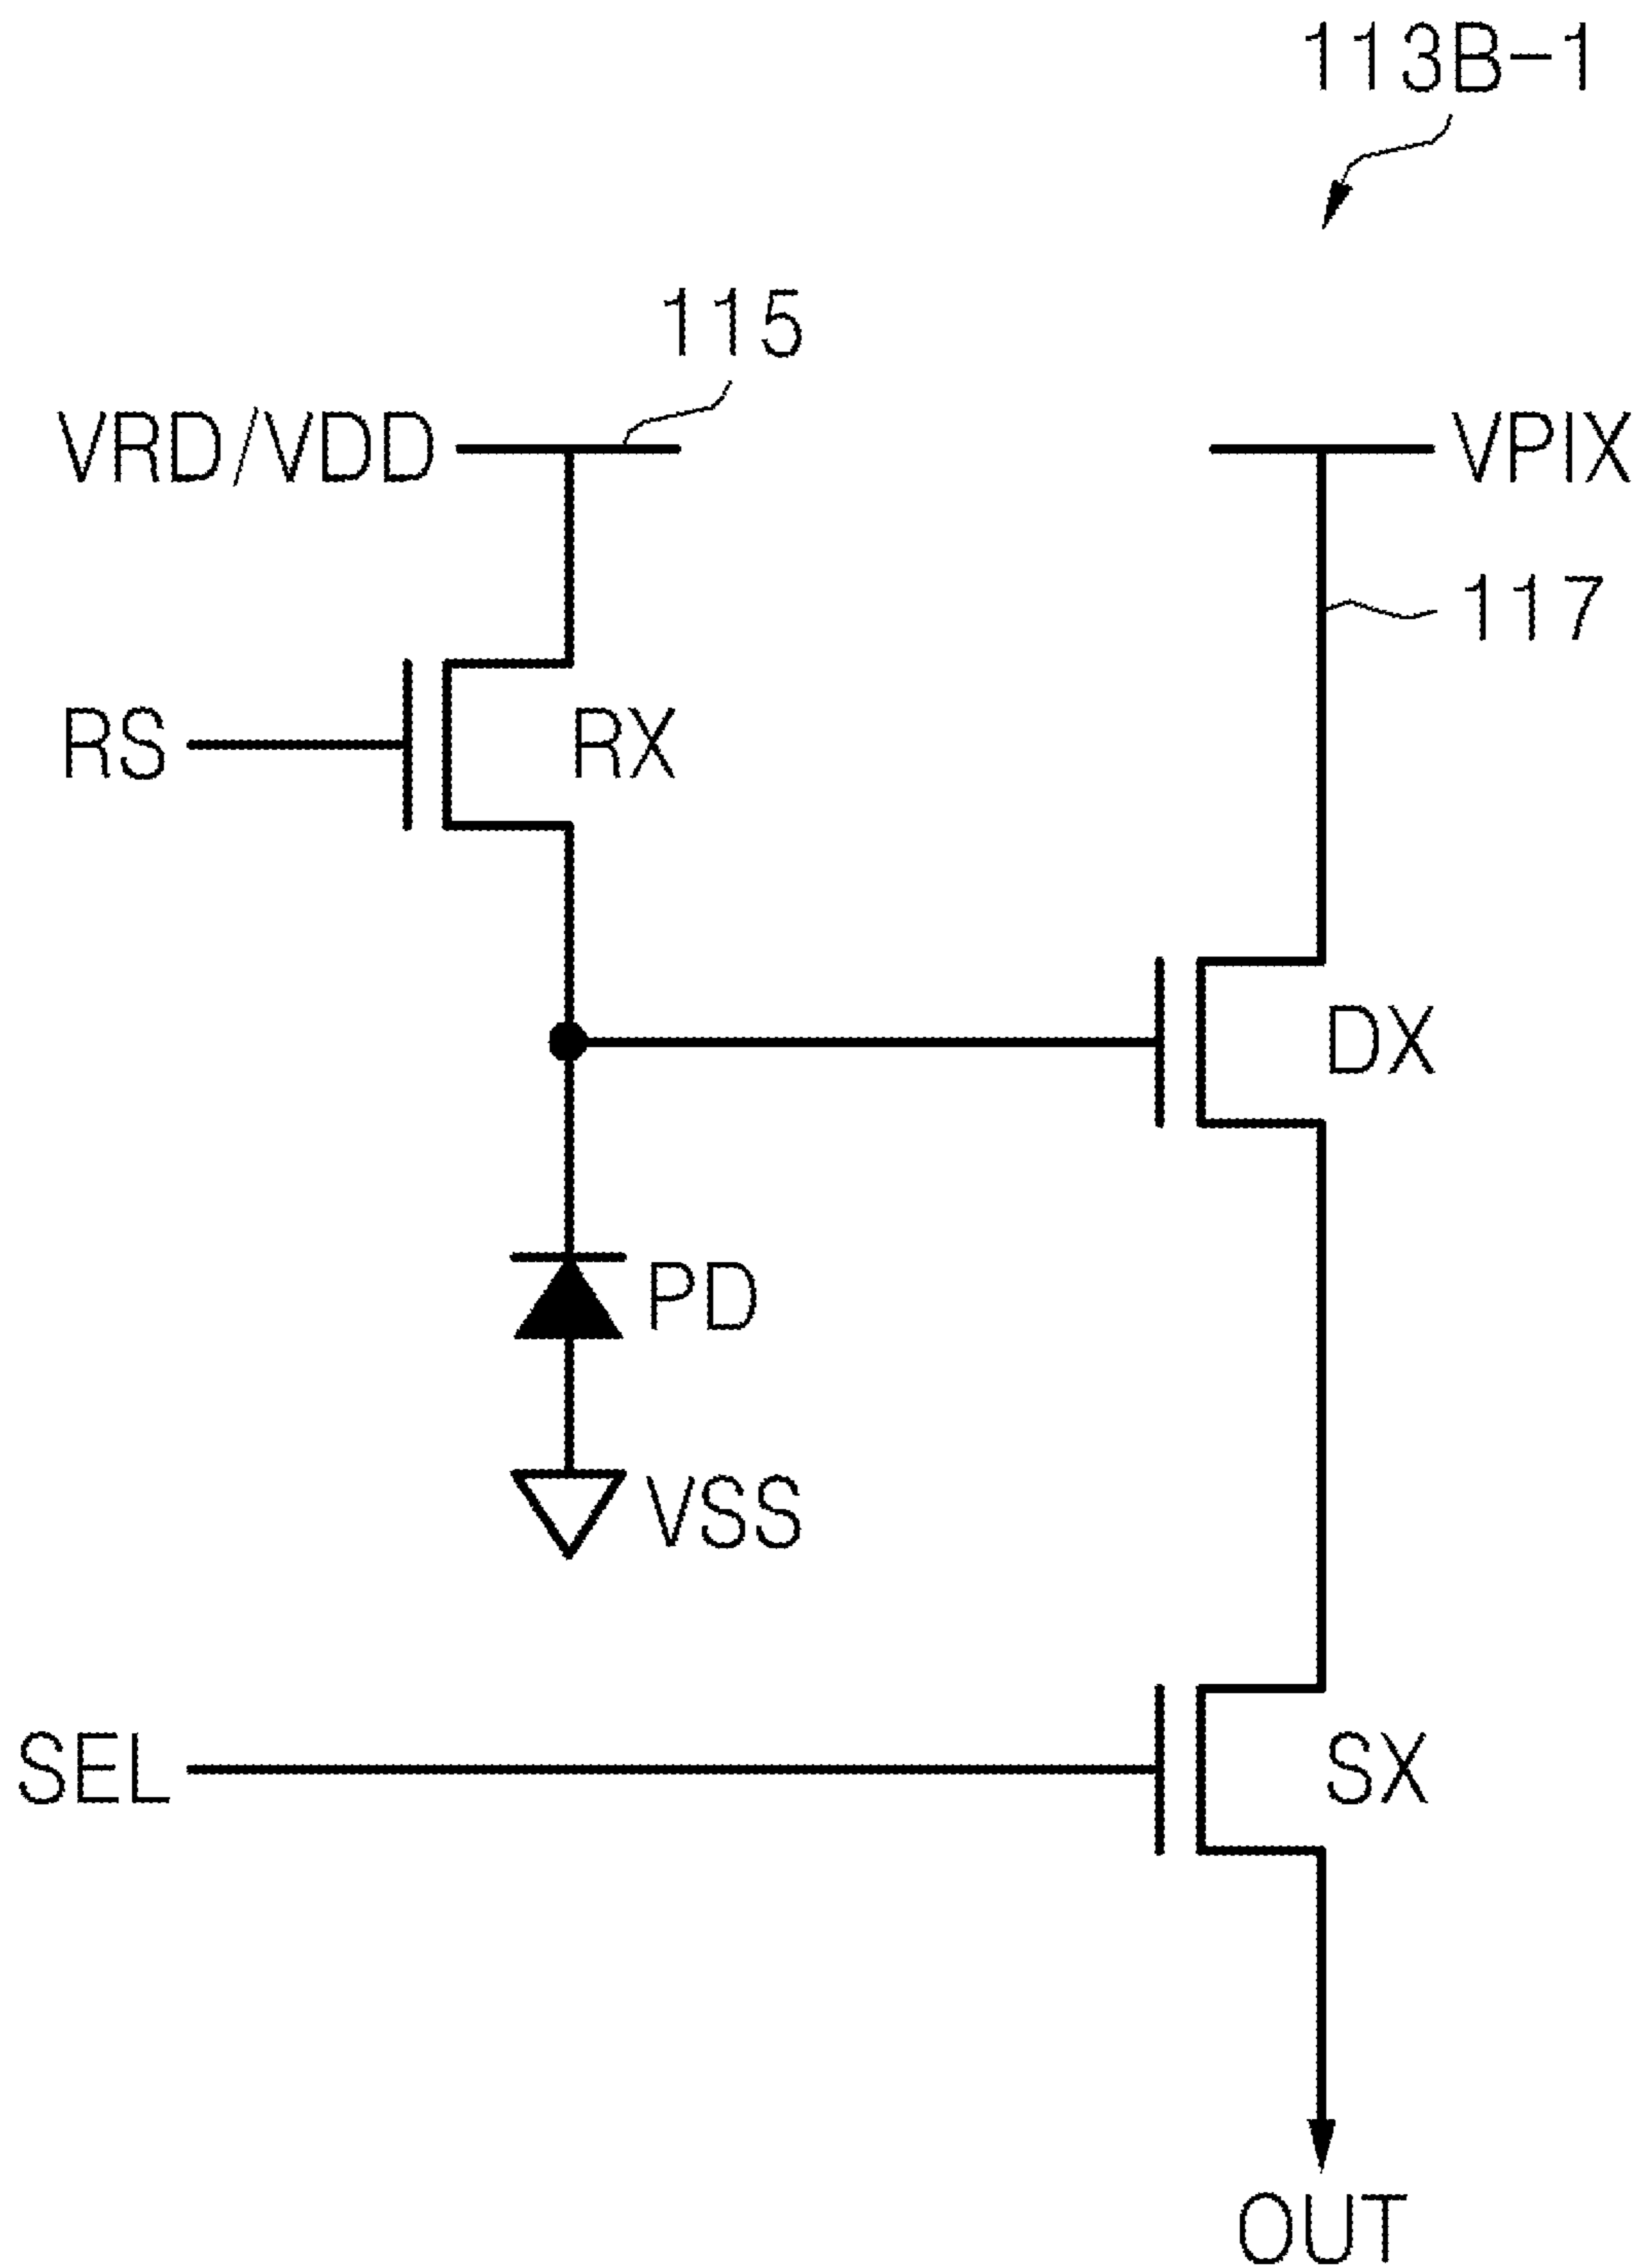 113B-1
115
VRD/VDD
VPIX
117
RS
RX
DX
PD
VSS
SEL
SX
OUT